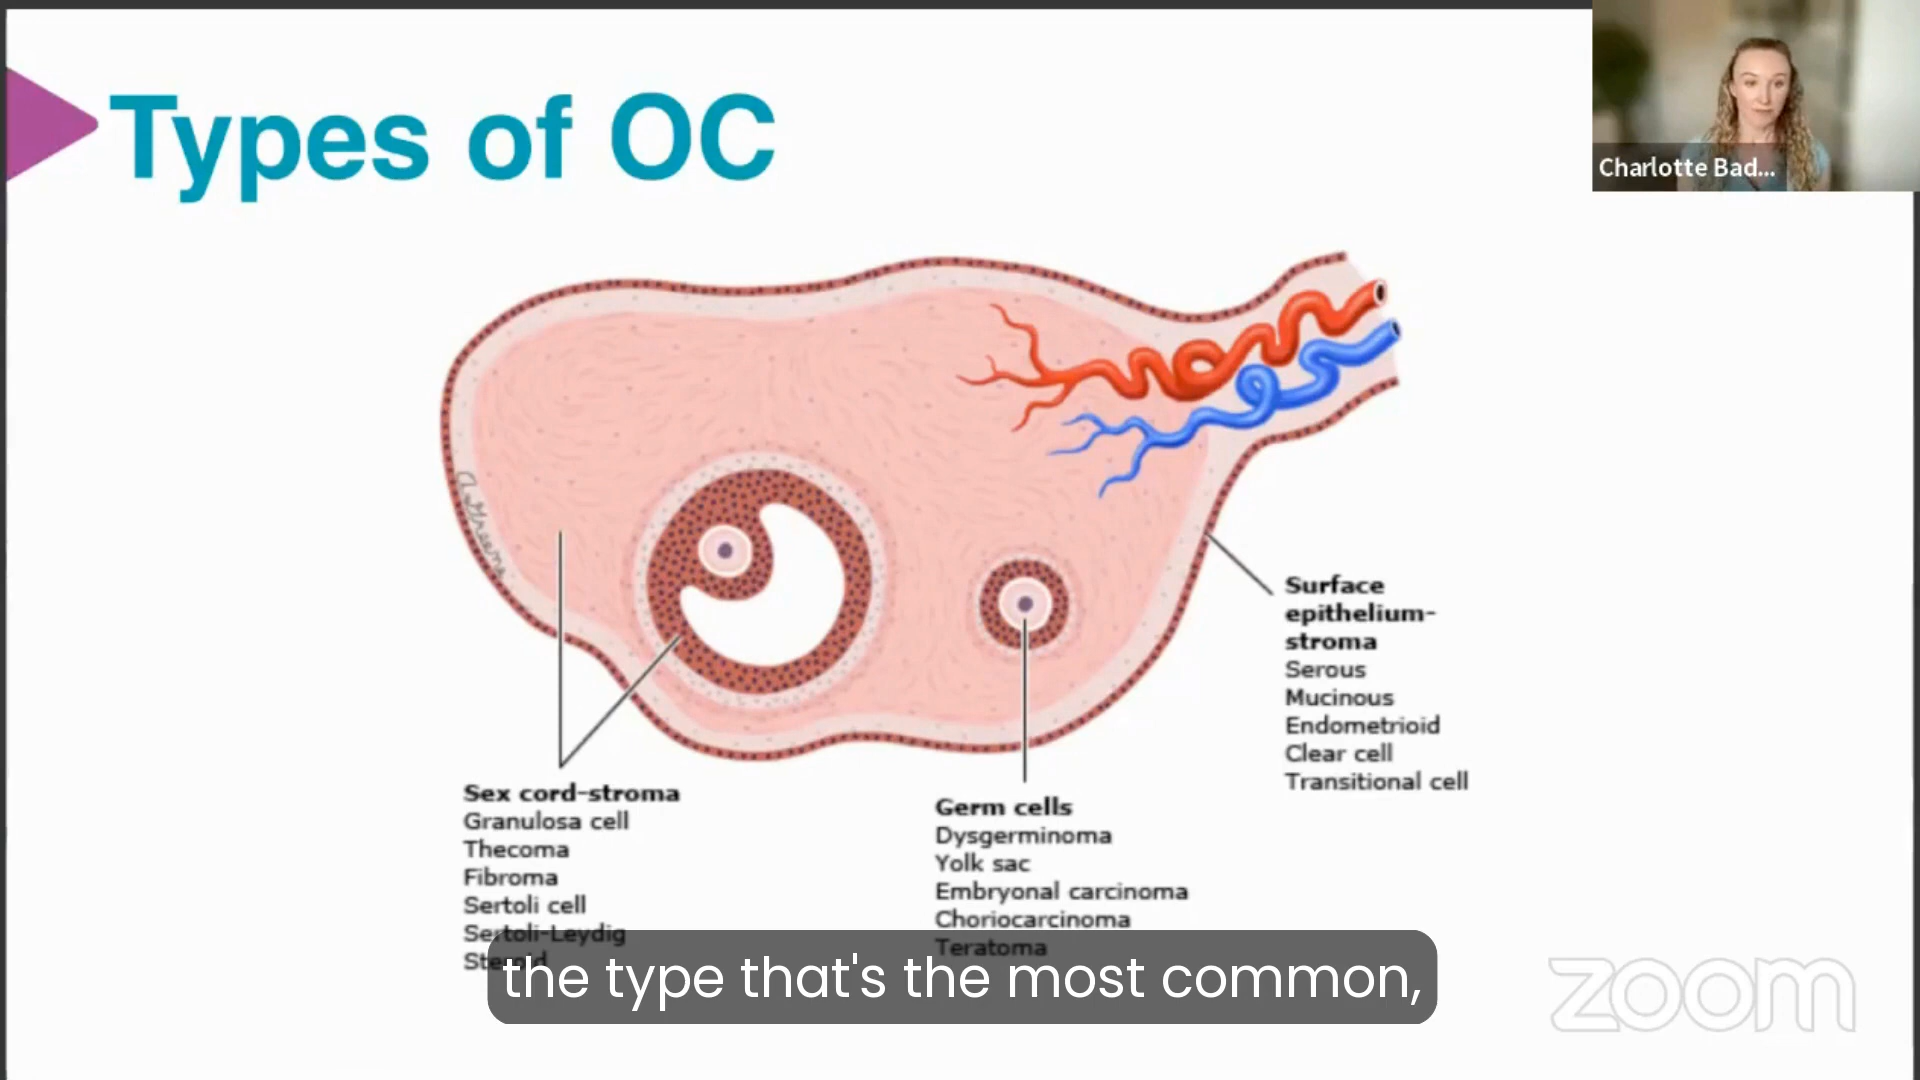 Types of OC
Charlotte Bad...
Surface
epithelium-
stroma
Serous
Mucinous
Endometrioid
Clear cell
Transitional cell
Sex cord-stroma
Granulosa cell
Thecoma
Fibroma
Sertoli cell
Sertoli-Leydig
Steroid
Germ cells
Dysgerminoma
Yolk sac
Embryonal carcinoma
Choriocarcinoma
Teratoma
the type that's the most common,
zoom